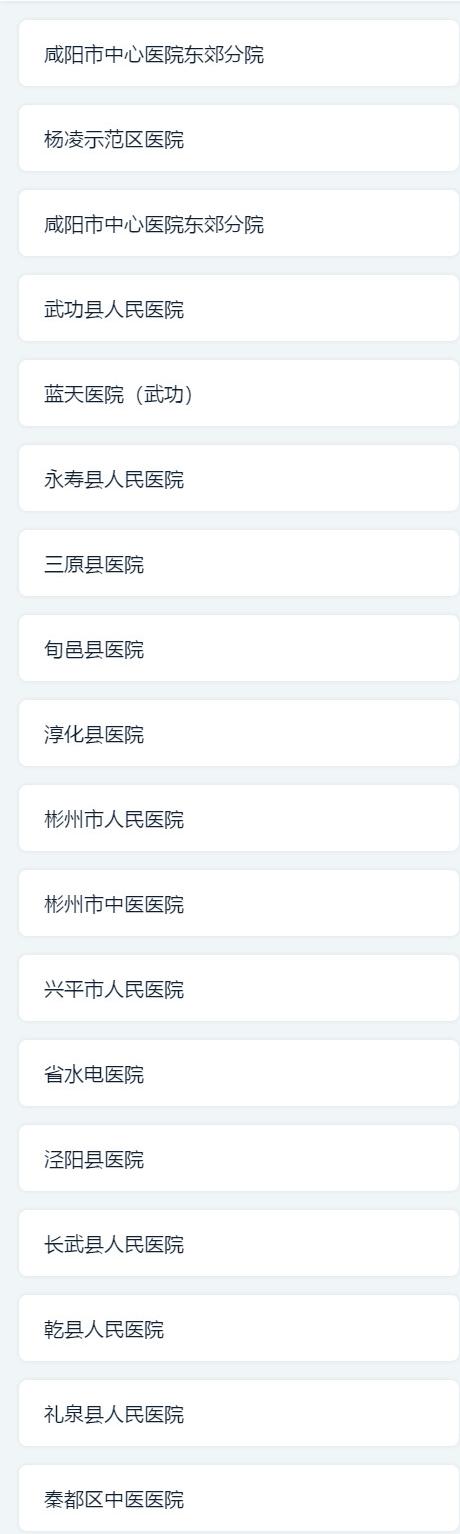 咸阳市中心医院东郊分院
杨凌示范区医院
咸阳市中心医院东郊分院
武功县人民医院
蓝天医院（武功）
永寿县人民医院
三原县医院
旬邑县医院
淳化县医院
彬州市人民医院
彬州市中医医院
兴平市人民医院
省水电医院
泾阳县医院
长武县人民医院
乾县人民医院
礼泉县人民医院
秦都区中医医院